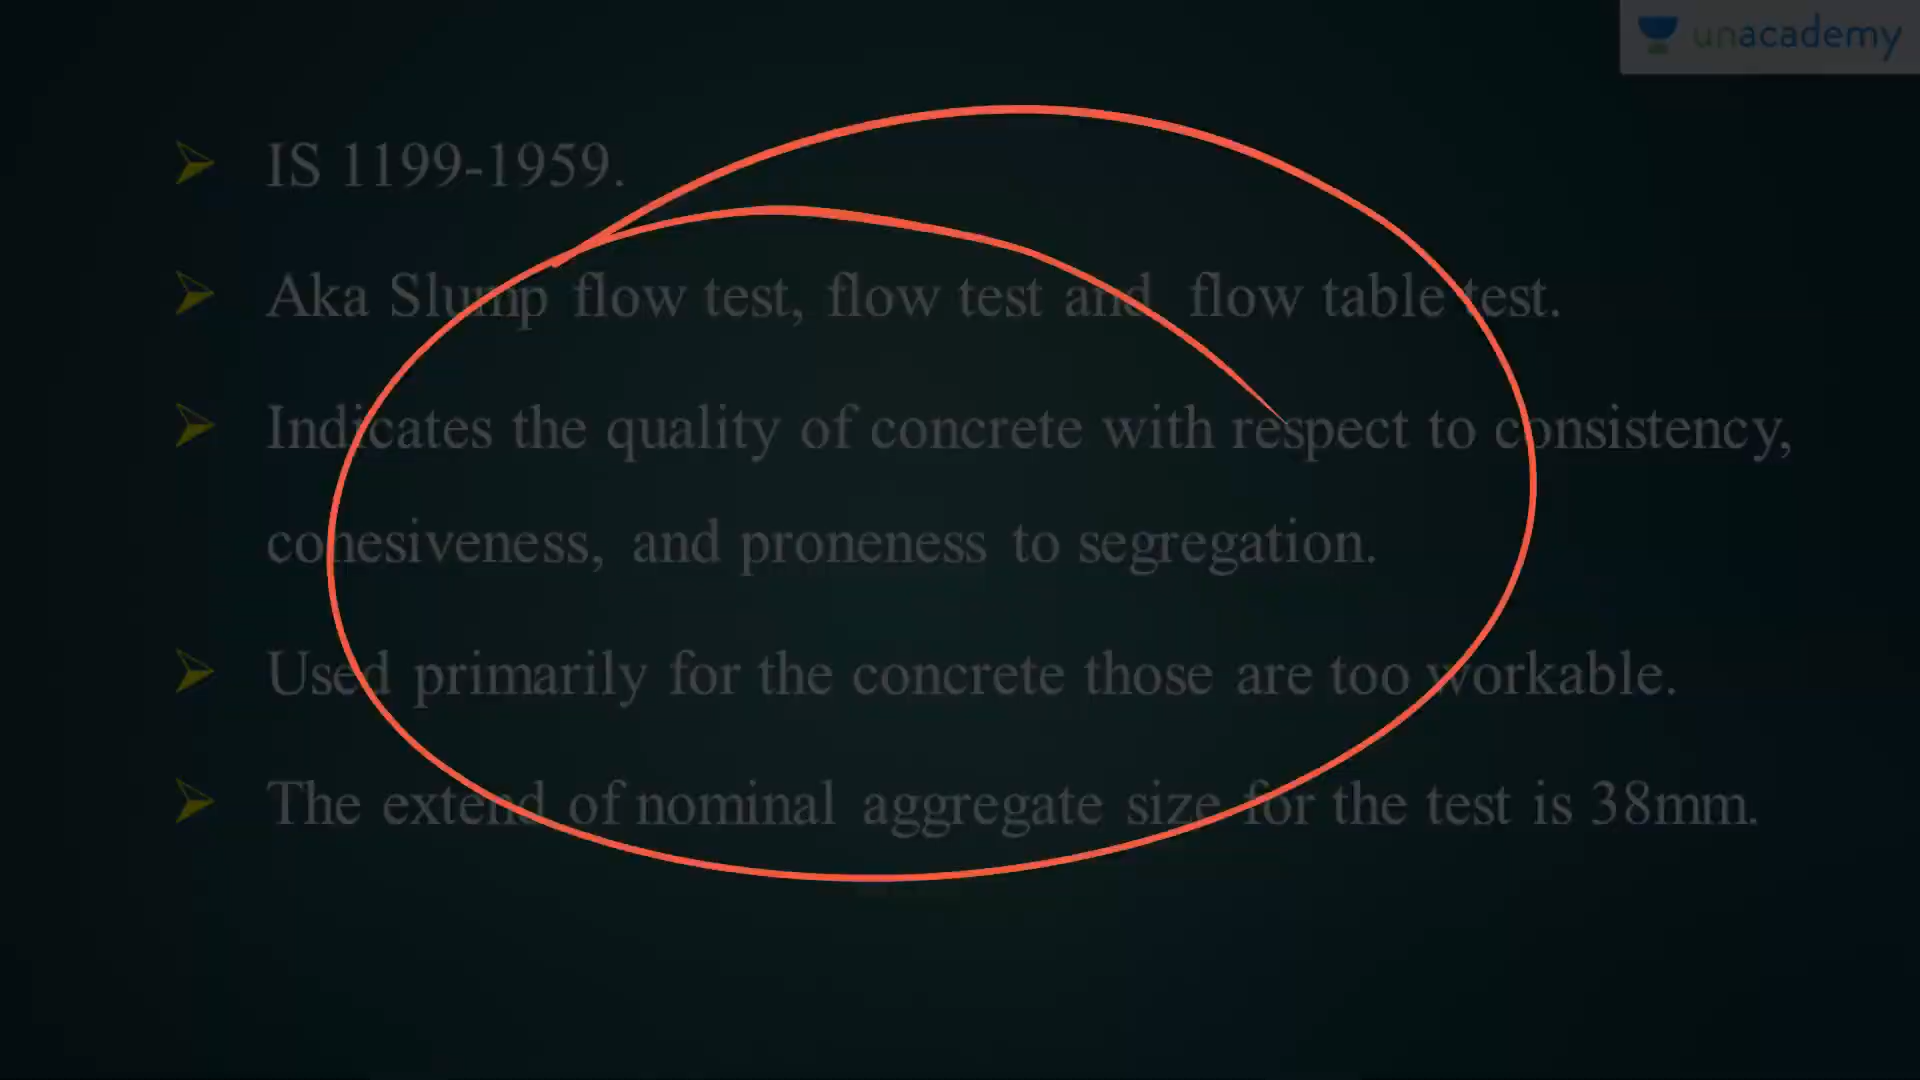 unacademy
IS 1199-1959.
Aka Slump flow test, flow test and flow table test.
Indicates the quality of concrete with respect to consistency,
cohesiveness, and proneness to segregation.
Used primarily for the concrete those are too workable.
The extend of nominal aggregate size for the test is 38mm.